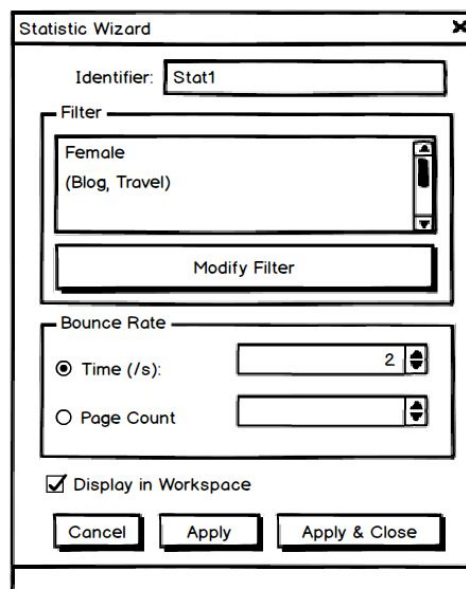 Statistic Wizard
Identifier: Stat1
Filter
Female
(Blog, Travel)
Modify Filter
Bounce Rate
Time (/s): 2
Page Count
Display in Workspace
Cancel Apply Apply & Close